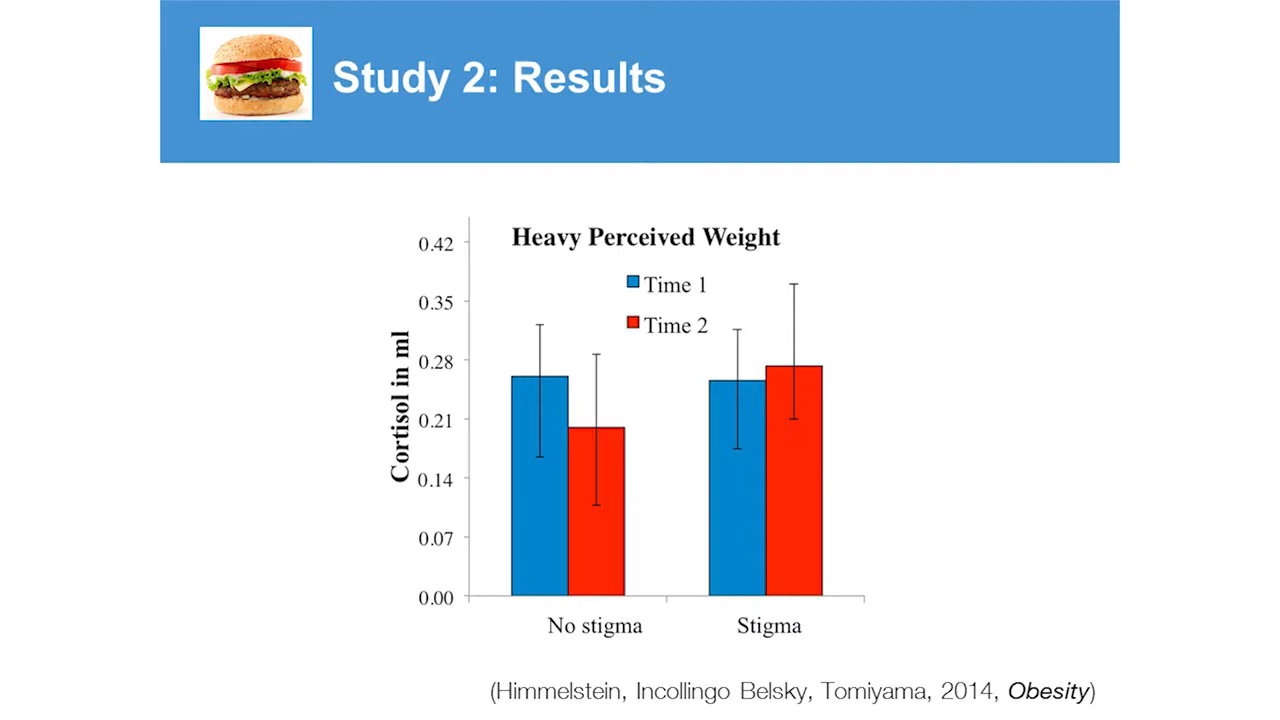 Study 2: Results
Heavy Perceived Weight
Time 1
Time 2
Cortisol in ml
0.42
0.35
0.28
0.21
0.14
0.07
0.00
No stigma
Stigma
(Himmelstein, Incollingo Belsky, Tomiyama, 2014, Obesity)